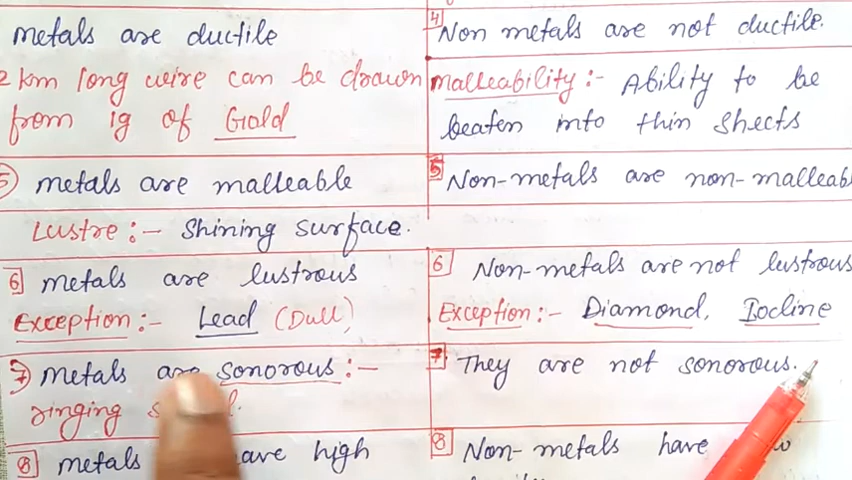 metals are ductile
2 km long wire can be drawn
from 1g of Gold
5 metals are malleable
Lustre :- Shining surface.
6 metals are lustrous
Exception :- Lead (Dull)
7) metals are sonorous :-
ringing
8 metals have high
4 Non metals are not ductile.
Malleability :- Ability to be
beaten into thin sheets
5 Non-metals are non-malleabl
6 Non-metals are not lustrous
Exception :- Diamond, Iodine
7 They are not sonorous.
8 Non-metals have